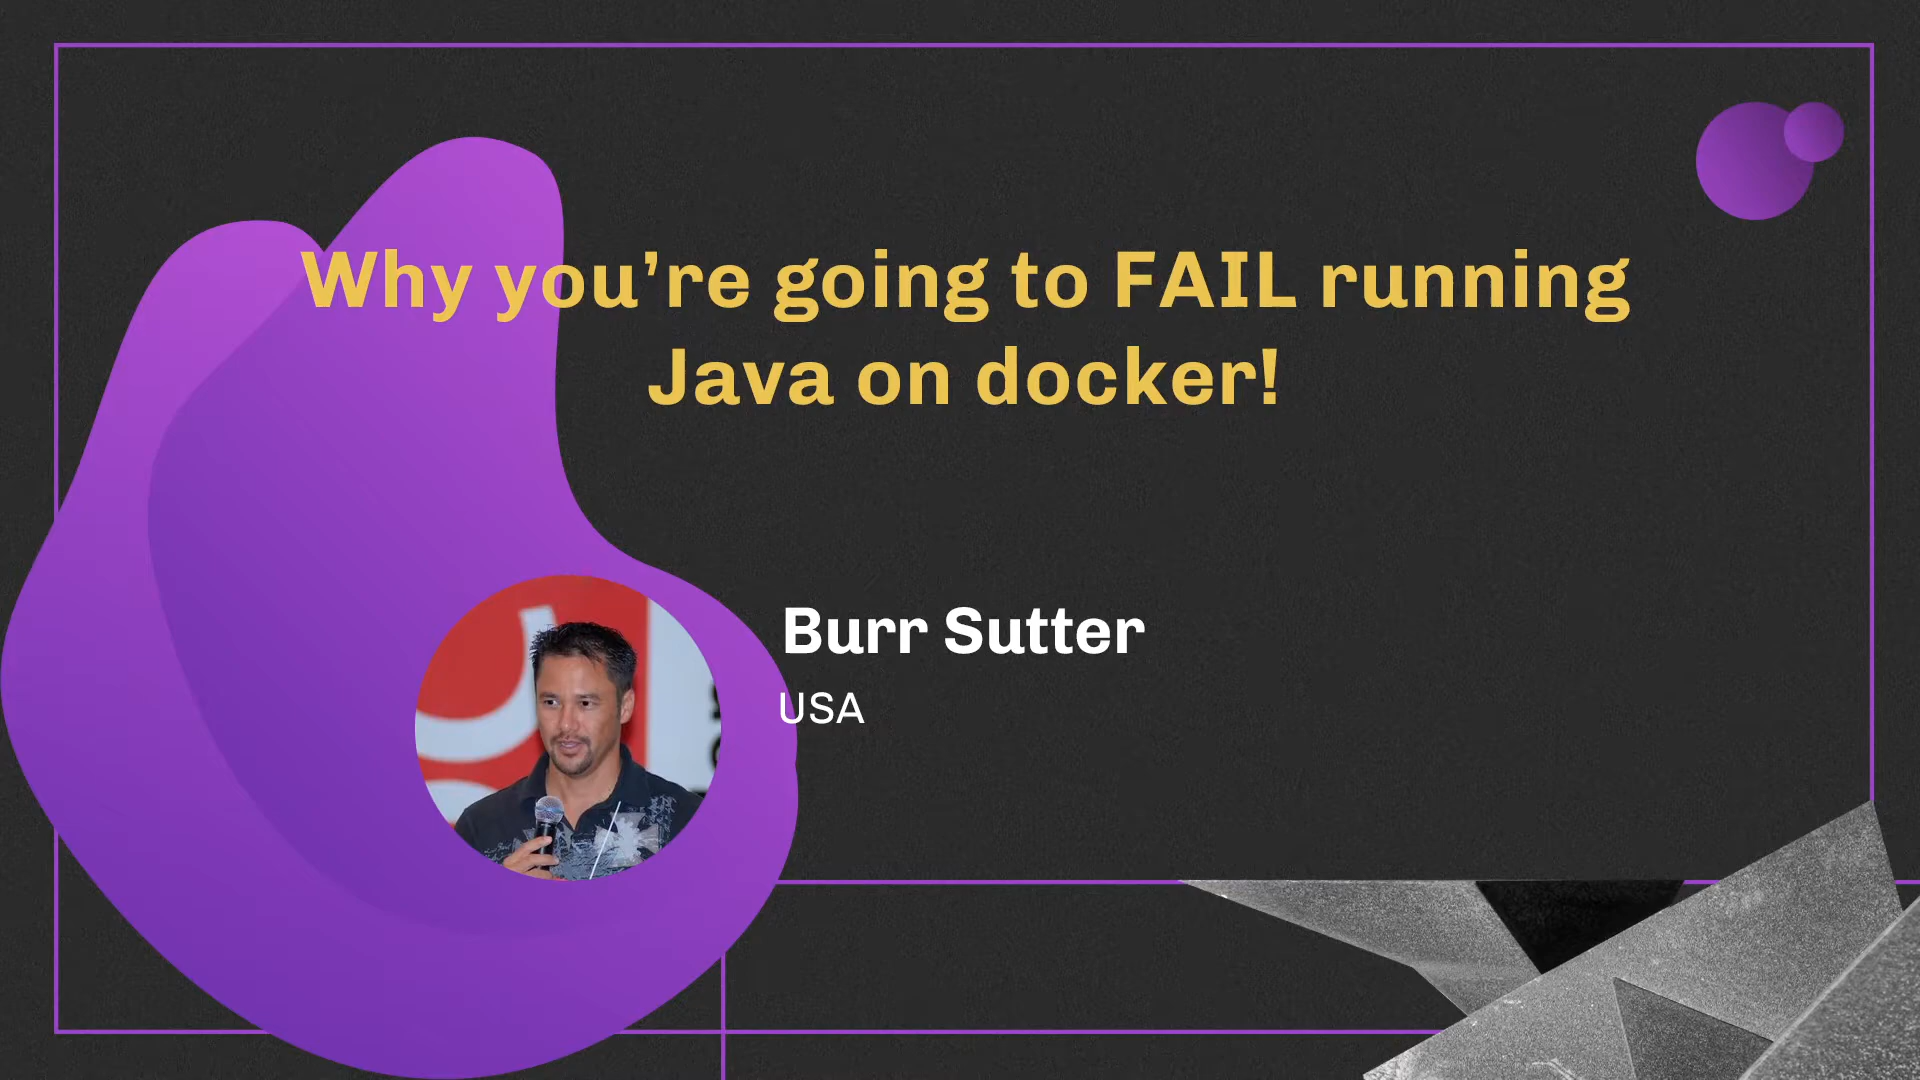 Why you’re going to FAIL running
Java on docker!
Burr Sutter
USA